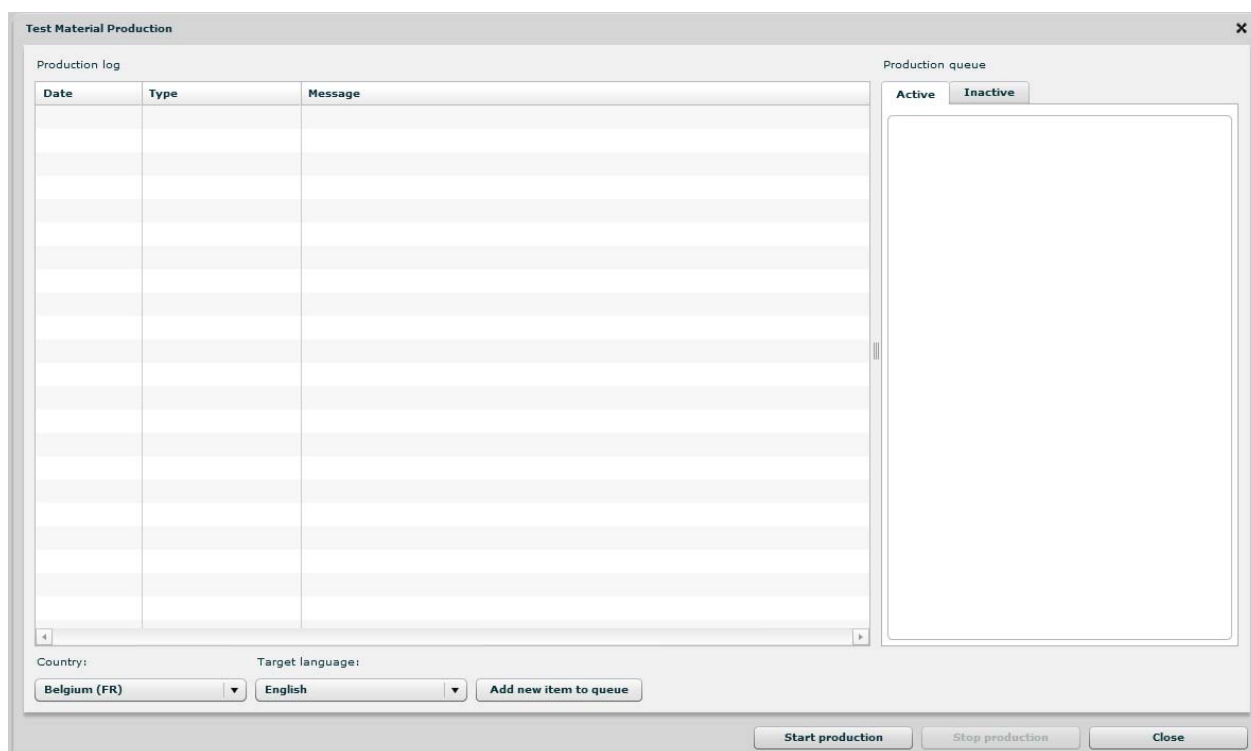 Test Material Production
Production log
Production queue
Date Type Message
Active Inactive
Country: Target language:
Belgium (FR) English Add new item to queue
Start production Stop production Close